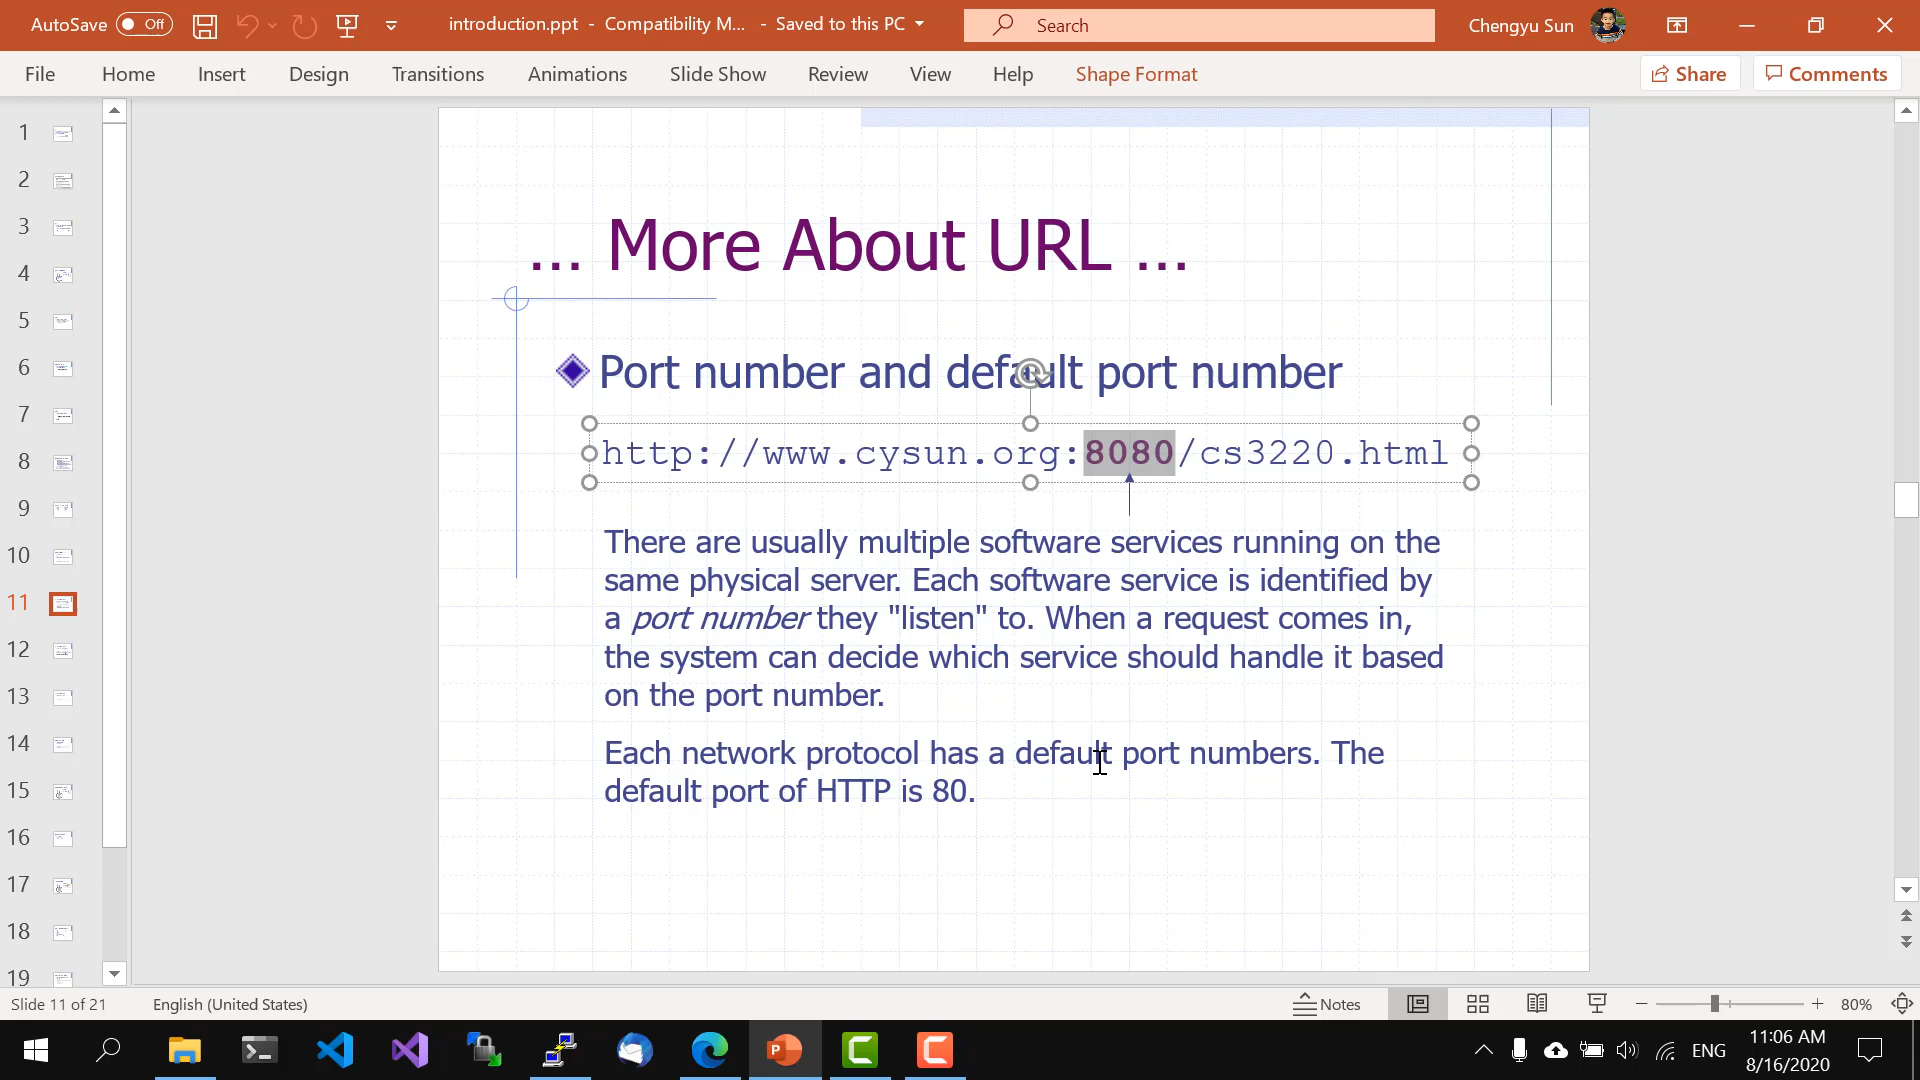 AutoSave Off introduction.ppt - Compatibility M... - Saved to this PC Search Chengyu Sun
File Home Insert Design Transitions Animations Slide Show Review View Help Shape Format Share Comments
1
2
3
4
5
6
7
8
9
10
11
12
13
14
15
16
17
18
19
... More About URL ...
Port number and default port number
http://www.cysun.org:8080/cs3220.html
There are usually multiple software services running on the
same physical server. Each software service is identified by
a port number they "listen" to. When a request comes in,
the system can decide which service should handle it based
on the port number.
Each network protocol has a default port numbers. The
default port of HTTP is 80.
Slide 11 of 21 English (United States) Notes 80%
ENG 11:06 AM
8/16/2020